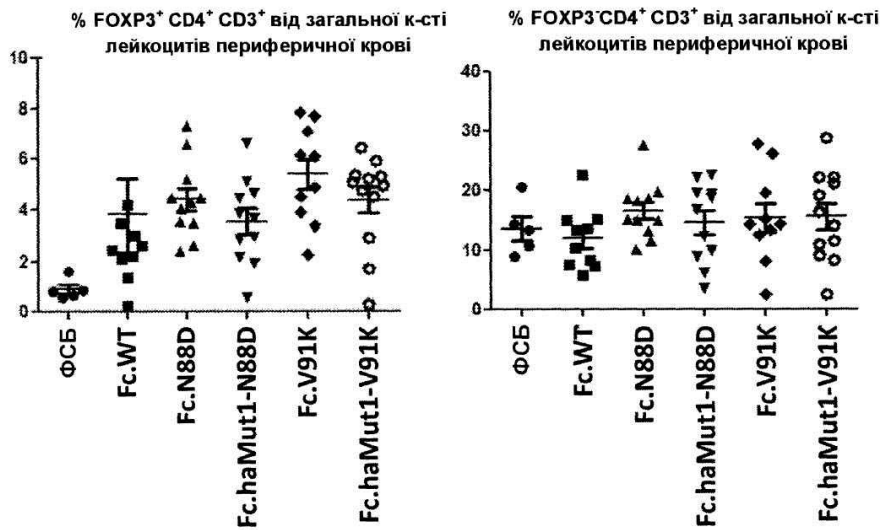 % FOXP3⁺ CD4⁺ CD3⁺ від загальної к-сті
лейкоцитів периферичної крові
10
8
6
4
2
0
ФСБ
Fc.WT
Fc.N88D
Fc.haMut1-N88D
Fc.V91K
Fc.haMut1-V91K
% FOXP3⁻CD4⁺ CD3⁺ від загальної к-сті
лейкоцитів периферичної крові
40
30
20
10
0
ФСБ
Fc.WT
Fc.N88D
Fc.haMut1-N88D
Fc.V91K
Fc.haMut1-V91K